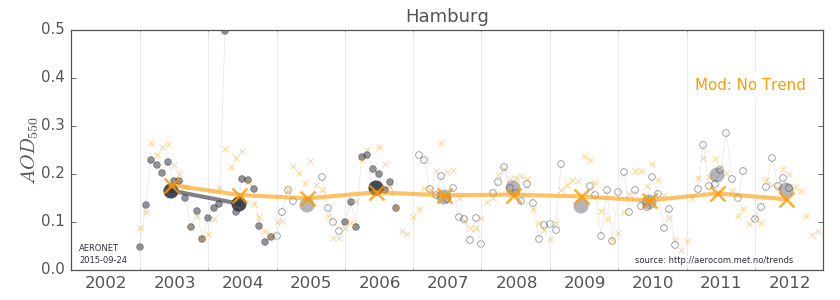 Hamburg
0.5
0.4
0.3
0.2
0.1
0.0
AOD550
Mod: No Trend
AERONET
2015-09-24
source: http://aerocom.met.no/trends
2002 2003 2004 2005 2006 2007 2008 2009 2010 2011 2012